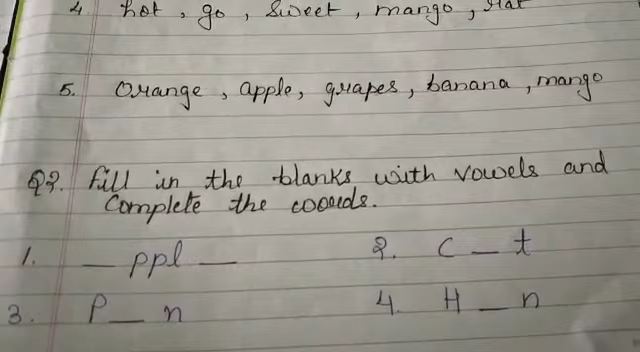 4. hot, go, sweet, mango,
5. Orange, apple, grapes, banana, mango
Q2. Fill in the blanks with vowels and
Complete the words.
1. _ ppl _ 2. C _ t
3. P _ n 4. H _ n